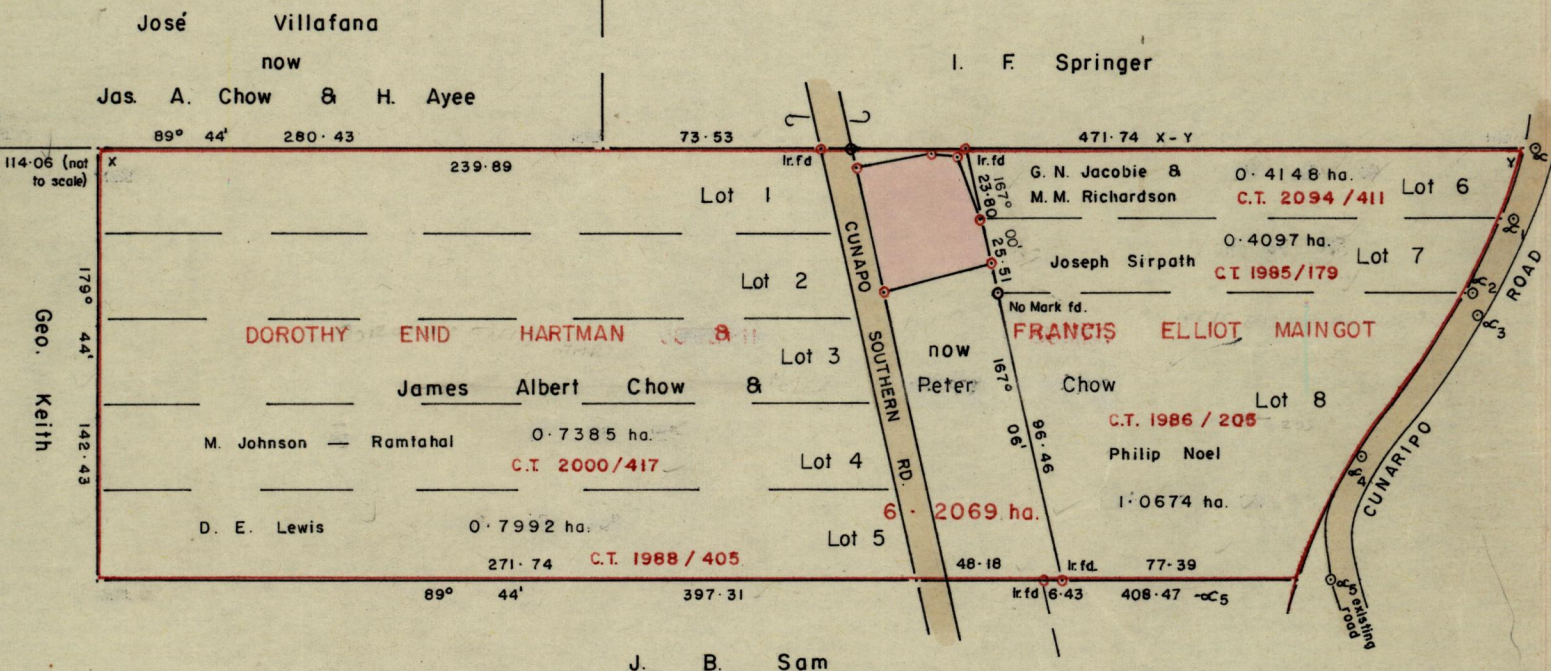 José Villafana
now
Jas. A. Chow & H. Ayee
I. F. Springer
89° 44' 280·43
73·53
471·74 X-Y
114·06 (not
to scale)
X
239·89
Ir. fd
Ir. fd
Y
Lot 1
167° 00'
23·80
G. N. Jacobie &
M. M. Richardson
0·4148 ha.
C.T. 2094/411
Lot 6
∝1
25·51
Joseph Sirpath
0·4097 ha.
C.T. 1985/179
Lot 7
Lot 2
∝2
∝3
No Mark fd.
CUNAPO SOUTHERN RD.
CUNARIPO ROAD
Geo. Keith
179° 44'
142·43
DOROTHY ENID HARTMAN &
FRANCIS ELLIOT MAINGOT
Lot 3
now
James Albert Chow &
Peter Chow
167° 06'
96·46
Lot 8
C.T. 1986/205
Philip Noel
1·0674 ha.
∝4
M. Johnson — Ramtahal
0·7385 ha.
C.T. 2000/417
Lot 4
6·2069 ha.
D. E. Lewis
0·7992 ha.
Lot 5
271·74
C.T. 1988/405
48·18
Ir. fd.
77·39
89° 44'
397·31
Ir. fd
6·43
408·47 -∝5
∝5
existing
road
J. B. Sam